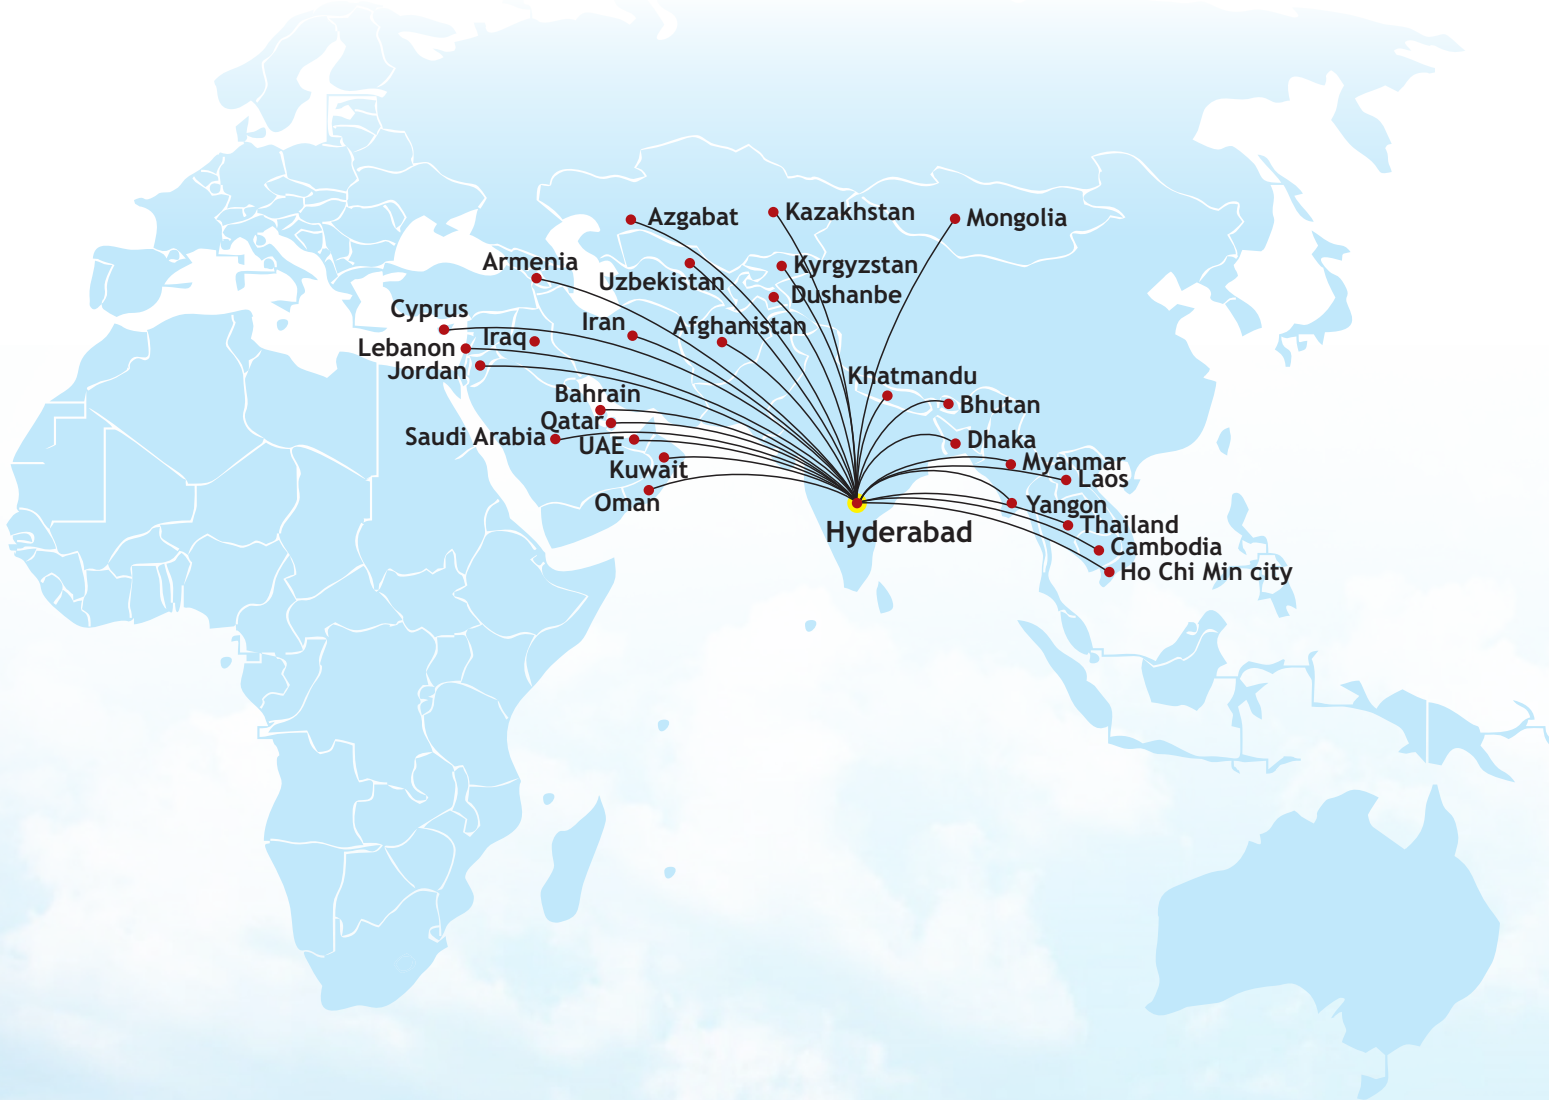 Kazakhstan
Azgabat
Mongolia
Armenia
Kyrgyzstan
Uzbekistan
Dushanbe
Cyprus
Iran
Afghanistan
Iraq
Lebanon
Jordan
Khatmandu
Bahrain
Bhutan
Qatar
Saudi Arabia
Dhaka
UAE
Myanmar
Kuwait
Laos
Oman
Yangon
Thailand
Hyderabad
Cambodia
Ho Chi Min city